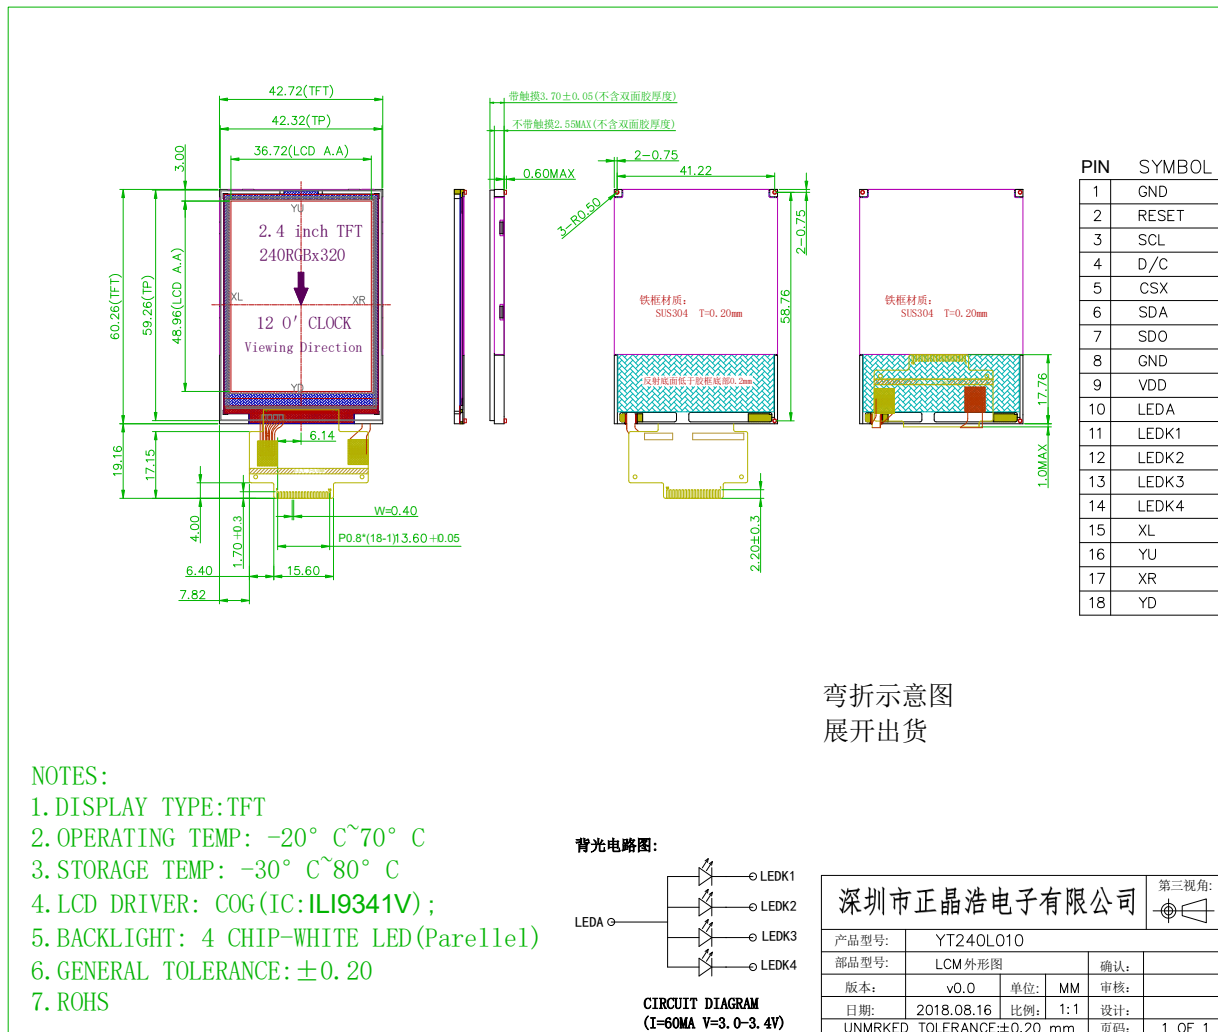 42.72(TFT)
42.32(TP)
36.72(LCD A.A)
3.00
60.26(TFT)
59.26(TP)
48.96(LCD A.A)
YU
2.4 inch TFT
240RGBx320
XL
XR
12 O' CLOCK
Viewing Direction
YD
19.16
17.15
6.14
4.00
1.70±0.3
W=0.40
P0.8*(18-1)13.60±0.05
6.40
15.60
7.82
带触摸3.70±0.05(不含双面胶厚度)
不带触摸2.55MAX(不含双面胶厚度)
0.60MAX
2-0.75
41.22
3-R0.50
2-0.75
58.76
铁框材质:
SUS304 T=0.20mm
反射底面低于胶框底部0.2mm
2.20±0.3
铁框材质:
SUS304 T=0.20mm
17.76
1.0MAX
PIN SYMBOL
1 GND
2 RESET
3 SCL
4 D/C
5 CSX
6 SDA
7 SDO
8 GND
9 VDD
10 LEDA
11 LEDK1
12 LEDK2
13 LEDK3
14 LEDK4
15 XL
16 YU
17 XR
18 YD
弯折示意图
展开出货
NOTES:
1.DISPLAY TYPE:TFT
2.OPERATING TEMP: -20° C~70° C
3.STORAGE TEMP: -30° C~80° C
4.LCD DRIVER: COG(IC:ILI9341V);
5.BACKLIGHT: 4 CHIP-WHITE LED(Parellel)
6.GENERAL TOLERANCE:±0.20
7.ROHS
背光电路图:
LEDA
LEDK1
LEDK2
LEDK3
LEDK4
CIRCUIT DIAGRAM
(I=60MA V=3.0-3.4V)
深圳市正晶浩电子有限公司
第三视角:
产品型号: YT240L010
部品型号: LCM外形图 确认:
版本: v0.0 单位: MM 审核:
日期: 2018.08.16 比例: 1:1 设计:
UNMRKED TOLERANCE:±0.20 mm 页码: 1 OF 1